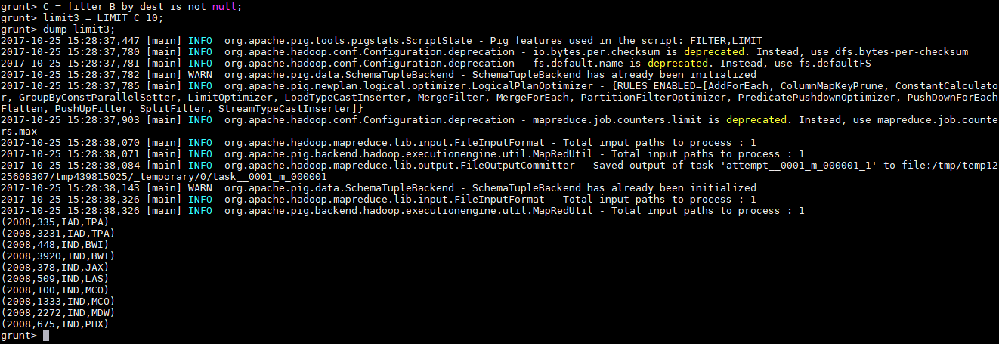 grunt> C = filter B by dest is not null;
grunt> limit3 = LIMIT C 10;
grunt> dump limit3;
2017-10-25 15:28:37,447 [main] INFO  org.apache.pig.tools.pigstats.ScriptState - Pig features used in the script: FILTER,LIMIT
2017-10-25 15:28:37,780 [main] INFO  org.apache.hadoop.conf.Configuration.deprecation - io.bytes.per.checksum is deprecated. Instead, use dfs.bytes-per-checksum
2017-10-25 15:28:37,781 [main] INFO  org.apache.hadoop.conf.Configuration.deprecation - fs.default.name is deprecated. Instead, use fs.defaultFS
2017-10-25 15:28:37,782 [main] WARN  org.apache.pig.data.SchemaTupleBackend - SchemaTupleBackend has already been initialized
2017-10-25 15:28:37,785 [main] INFO  org.apache.pig.newplan.logical.optimizer.LogicalPlanOptimizer - {RULES_ENABLED=[AddForEach, ColumnMapKeyPrune, ConstantCalculato
r, GroupByConstParallelSetter, LimitOptimizer, LoadTypeCastInserter, MergeFilter, MergeForEach, PartitionFilterOptimizer, PredicatePushdownOptimizer, PushDownForEach
Flatten, PushUpFilter, SplitFilter, StreamTypeCastInserter]}
2017-10-25 15:28:37,903 [main] INFO  org.apache.hadoop.conf.Configuration.deprecation - mapreduce.job.counters.limit is deprecated. Instead, use mapreduce.job.counte
rs.max
2017-10-25 15:28:38,070 [main] INFO  org.apache.hadoop.mapreduce.lib.input.FileInputFormat - Total input paths to process : 1
2017-10-25 15:28:38,071 [main] INFO  org.apache.pig.backend.hadoop.executionengine.util.MapRedUtil - Total input paths to process : 1
2017-10-25 15:28:38,084 [main] INFO  org.apache.hadoop.mapreduce.lib.output.FileOutputCommitter - Saved output of task 'attempt__0001_m_000001_1' to file:/tmp/temp12
25608307/tmp439815025/_temporary/0/task__0001_m_000001
2017-10-25 15:28:38,143 [main] WARN  org.apache.pig.data.SchemaTupleBackend - SchemaTupleBackend has already been initialized
2017-10-25 15:28:38,326 [main] INFO  org.apache.hadoop.mapreduce.lib.input.FileInputFormat - Total input paths to process : 1
2017-10-25 15:28:38,326 [main] INFO  org.apache.pig.backend.hadoop.executionengine.util.MapRedUtil - Total input paths to process : 1
(2008,335,IAD,TPA)
(2008,3231,IAD,TPA)
(2008,448,IND,BWI)
(2008,3920,IND,BWI)
(2008,378,IND,JAX)
(2008,509,IND,LAS)
(2008,100,IND,MCO)
(2008,1333,IND,MCO)
(2008,2272,IND,MDW)
(2008,675,IND,PHX)
grunt>